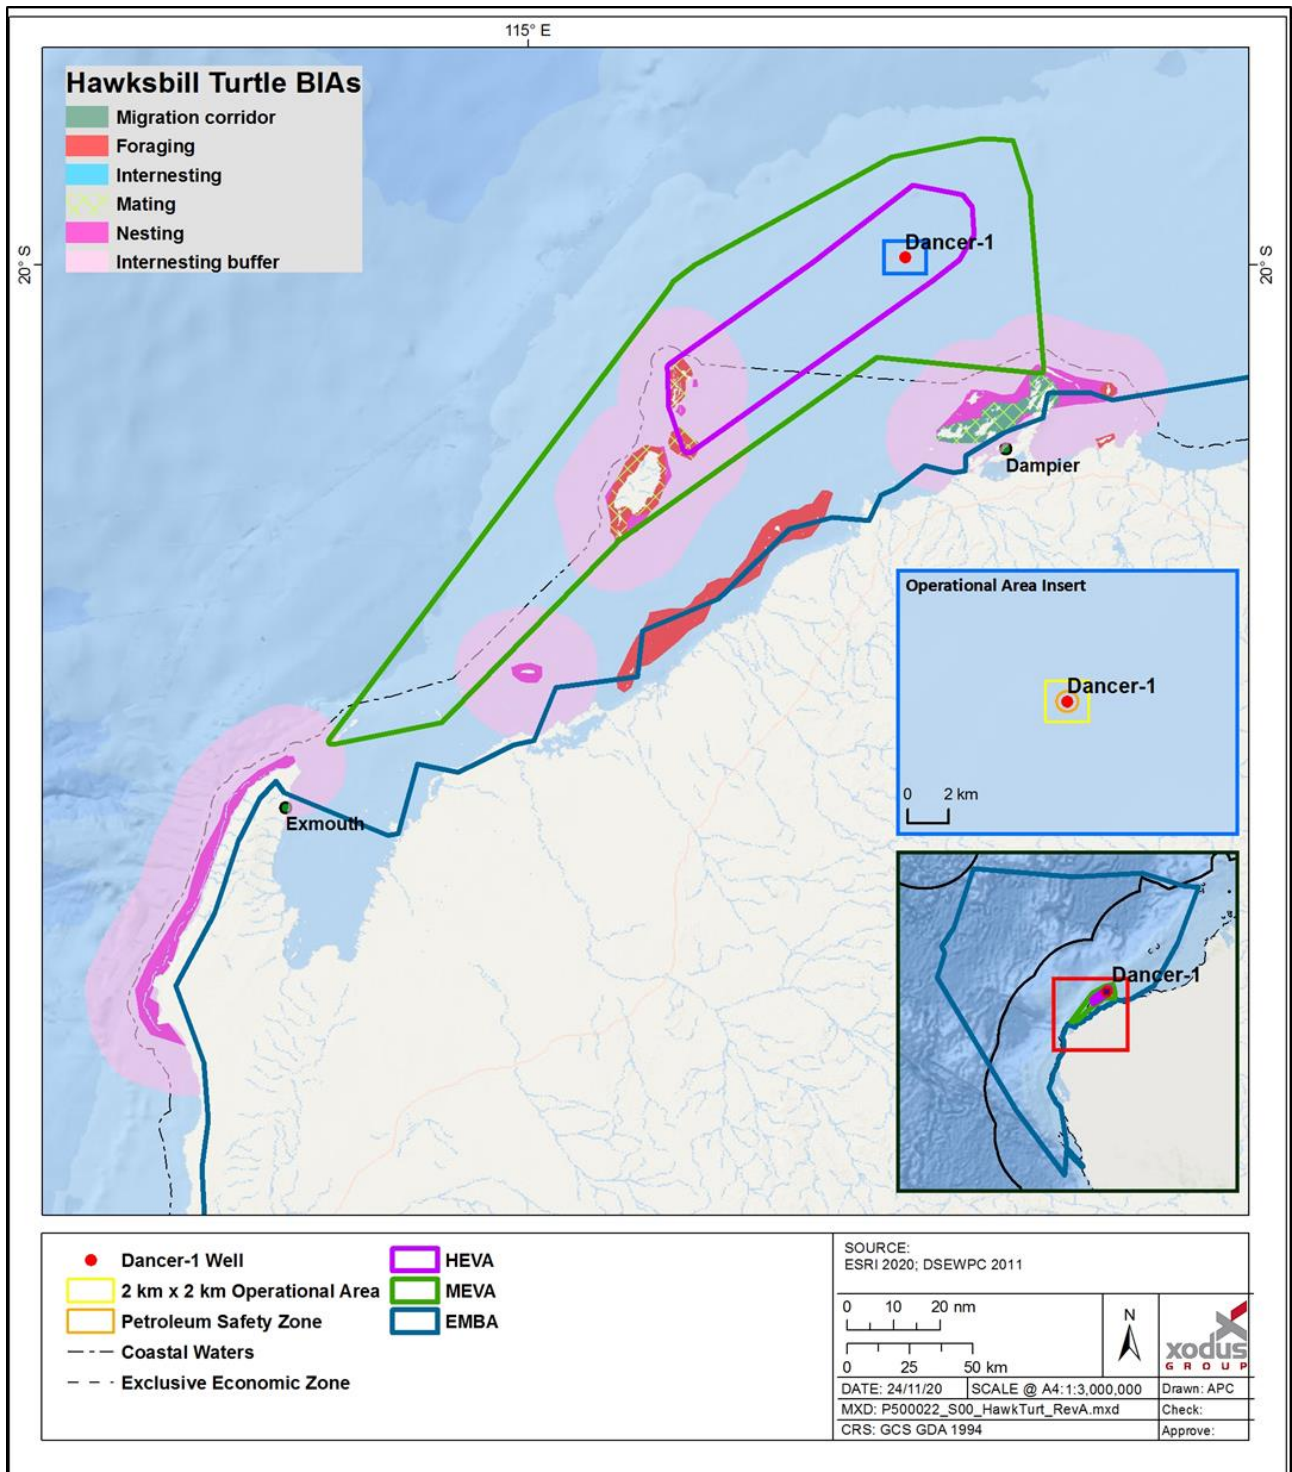 115° E
Hawksbill Turtle BIAs
Migration corridor
Foraging
Internesting
Mating
Nesting
Internesting buffer
20° S
20° S
Dancer-1
Dampier
Exmouth
Operational Area Insert
Dancer-1
0 2 km
Dancer-1
Dancer-1 Well
2 km x 2 km Operational Area
Petroleum Safety Zone
Coastal Waters
Exclusive Economic Zone
HEVA
MEVA
EMBA
SOURCE:
ESRI 2020; DSEWPC 2011
0 10 20 nm
0 25 50 km
N
xodus
GROUP
DATE: 24/11/20
SCALE @ A4:1:3,000,000
Drawn: APC
MXD: P500022_S00_HawkTurt_RevA.mxd
Check:
CRS: GCS GDA 1994
Approve: